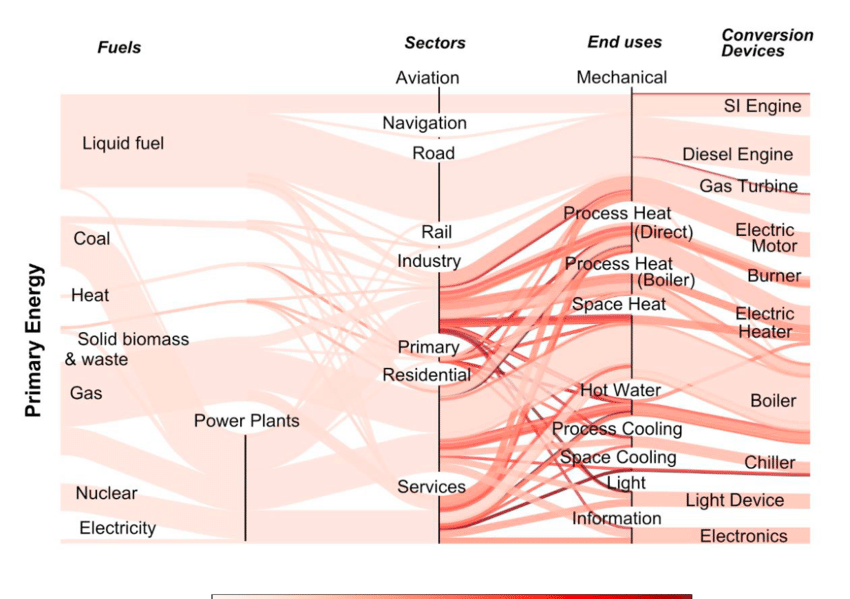 Fuels
Sectors
End uses
Conversion
Devices
Aviation
Mechanical
SI Engine
Navigation
Liquid fuel
Road
Diesel Engine
Gas Turbine
Process Heat
(Direct)
Rail
Electric
Motor
Coal
Industry
Process Heat
(Boiler)
Burner
Heat
Space Heat
Electric
Heater
Primary Energy
Solid biomass
& waste
Primary
Residential
Gas
Hot Water
Boiler
Power Plants
Process Cooling
Space Cooling
Chiller
Nuclear
Services
Light
Light Device
Electricity
Information
Electronics